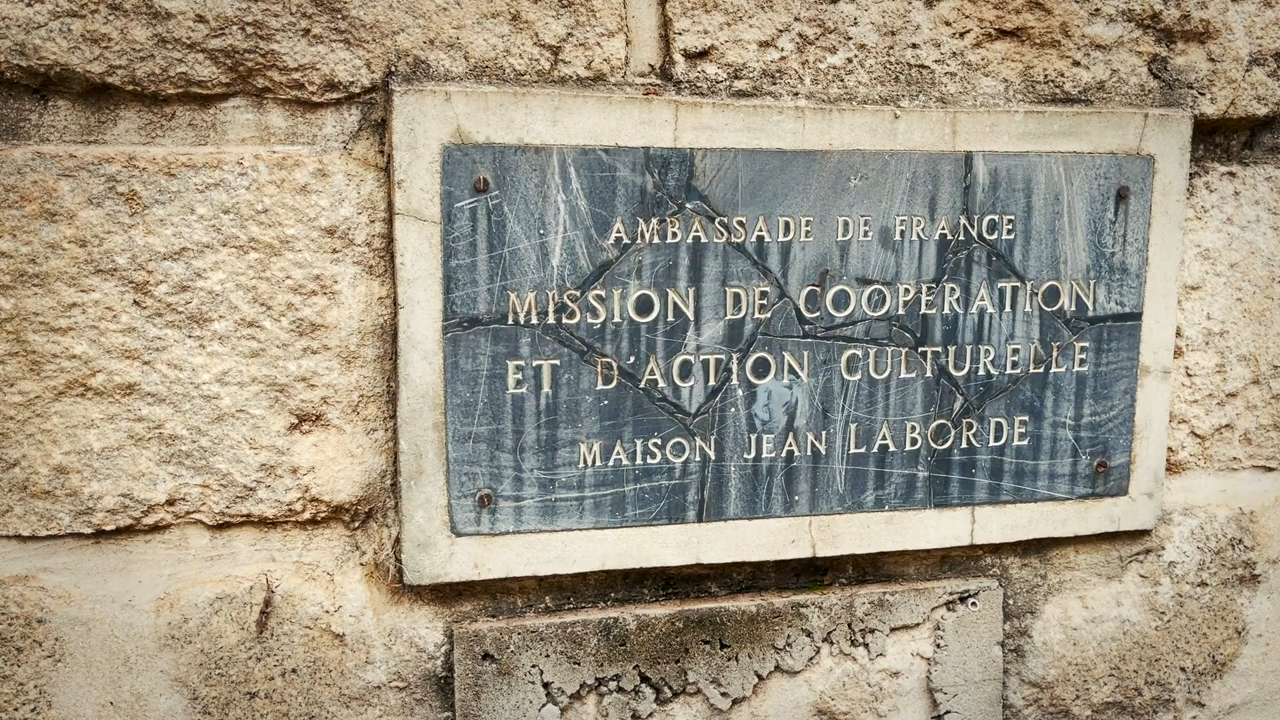 AMBASSADE DE FRANCE
MISSION DE COOPERATION
ET D'ACTION CULTURELLE
MAISON JEAN LABORDE